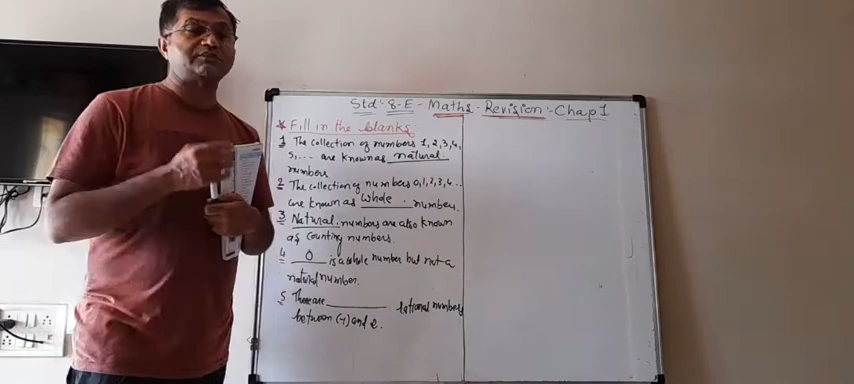 Std :- 8-E - Maths - Revision :- Chap 1
* Fill in the blanks
1 The collection of numbers 1, 2, 3, 4,
5, ... are known as natural
numbers
2 The collection of numbers 0, 1, 2, 3, 4 ...
are known as whole . numbers.
3 Natural numbers are also known
as counting numbers.
4 0 is a whole number but not a
natural number.
5 There are ________ rational numbers
between (-1) and 2.